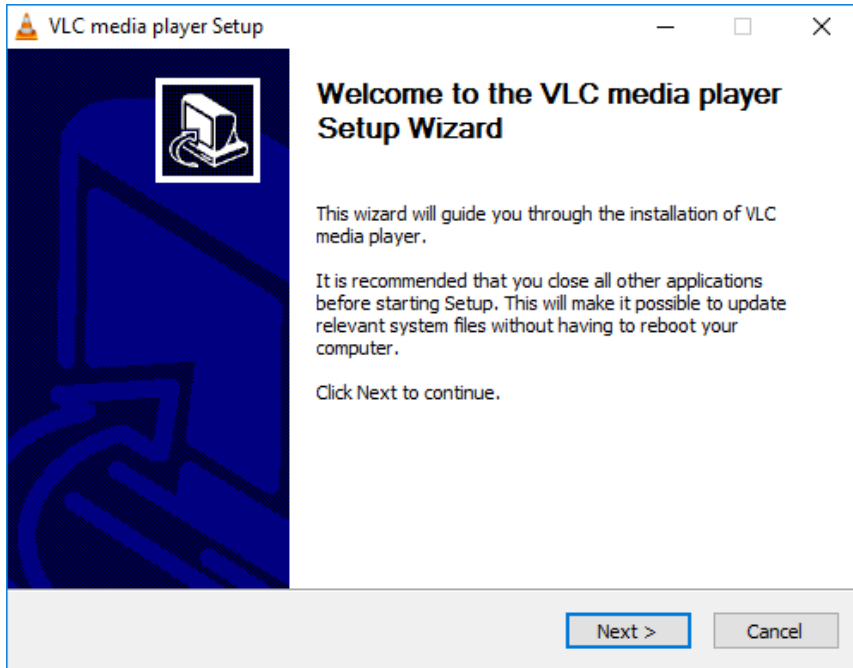 VLC media player Setup
Welcome to the VLC media player
Setup Wizard
This wizard will guide you through the installation of VLC
media player.
It is recommended that you close all other applications
before starting Setup. This will make it possible to update
relevant system files without having to reboot your
computer.
Click Next to continue.
Next >
Cancel